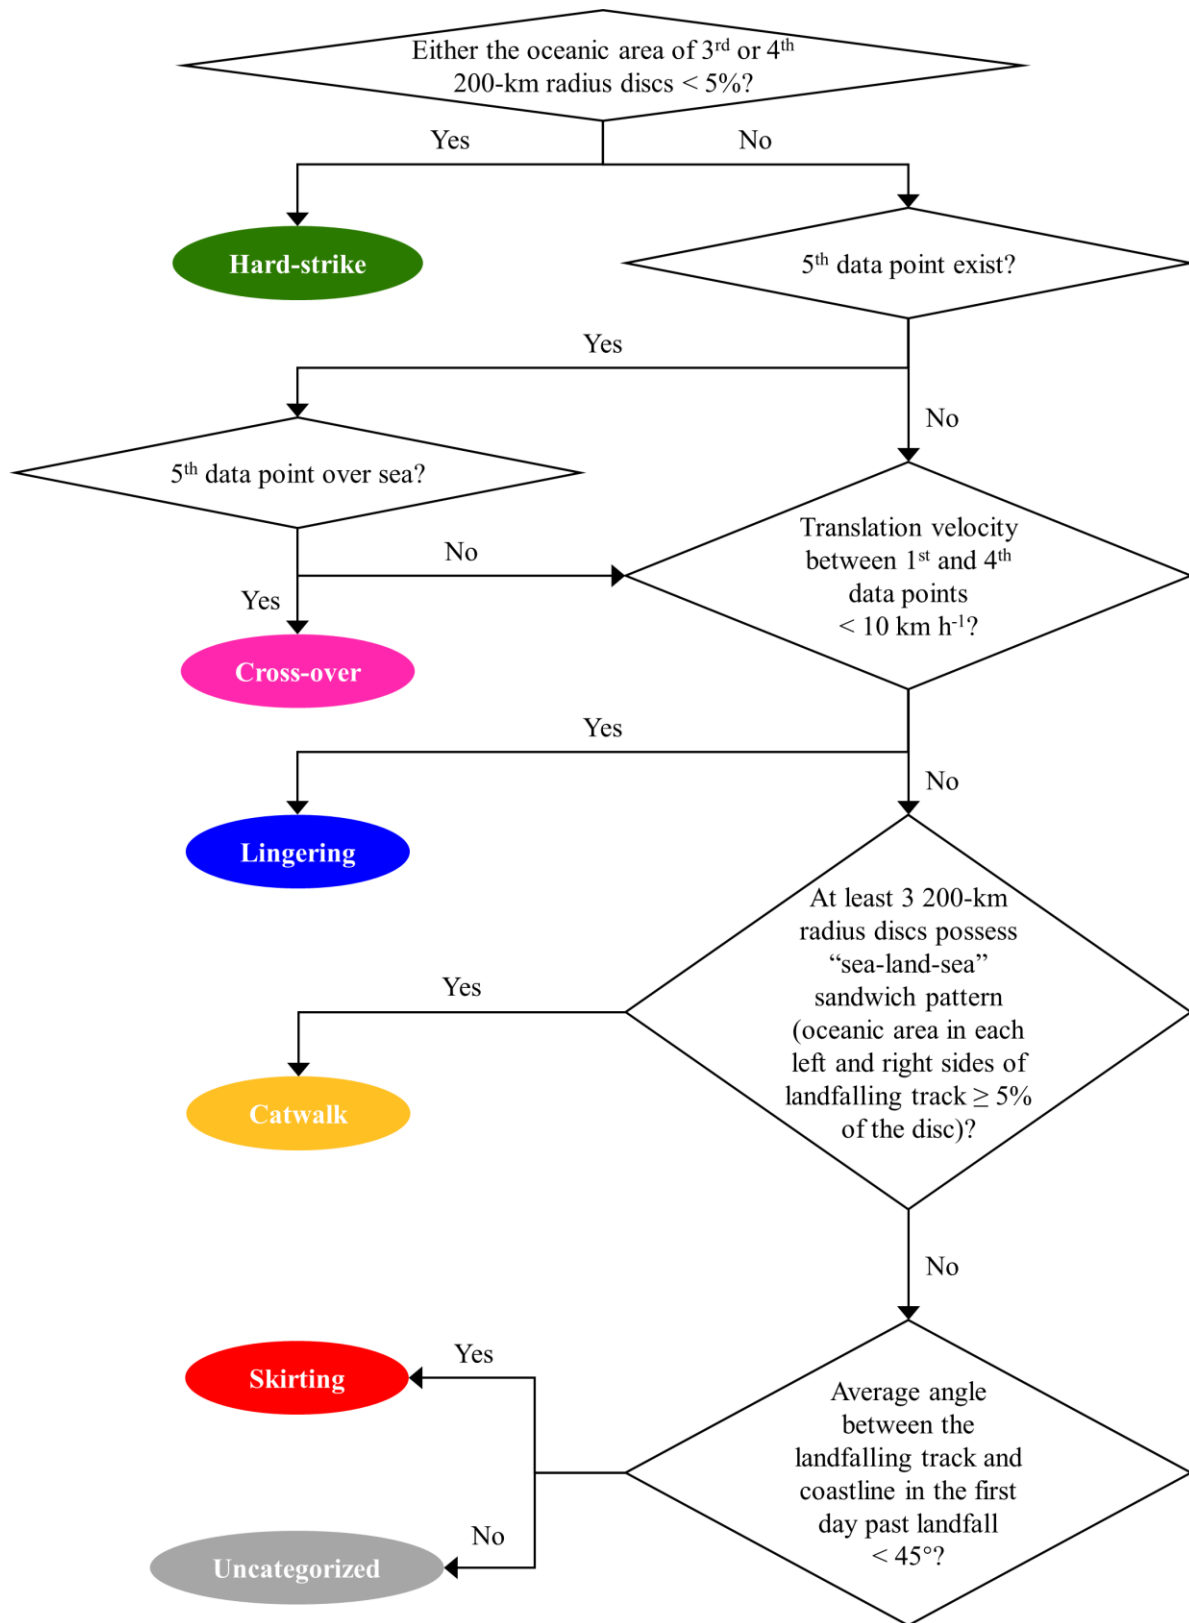 Either the oceanic area of 3rd or 4th
200-km radius discs < 5%?
Yes
No
Hard-strike
5th data point exist?
Yes
No
5th data point over sea?
Translation velocity
between 1st and 4th
data points
< 10 km h-1?
No
Yes
Cross-over
Yes
No
Lingering
At least 3 200-km
radius discs possess
“sea-land-sea”
sandwich pattern
(oceanic area in each
left and right sides of
landfalling track ≥ 5%
of the disc)?
Yes
Catwalk
No
Yes
Skirting
Average angle
between the
landfalling track and
coastline in the first
day past landfall
< 45°?
No
Uncategorized